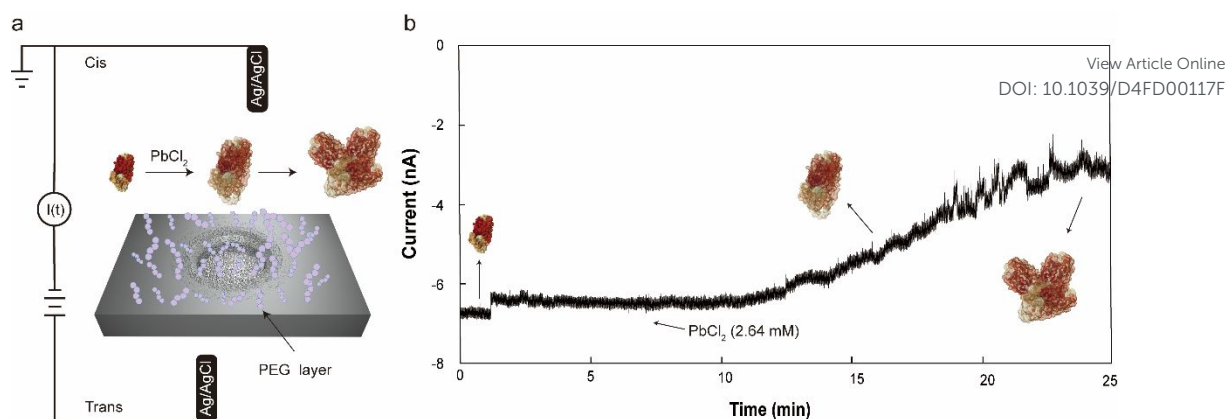 a
Cis
Ag/AgCl
PbCl₂
I(t)
PEG layer
Ag/AgCl
Trans
b
View Article Online
DOI: 10.1039/D4FD00117F
0
-2
-4
-6
-8
Current (nA)
PbCl₂ (2.64 mM)
0 5 10 15 20 25
Time (min)